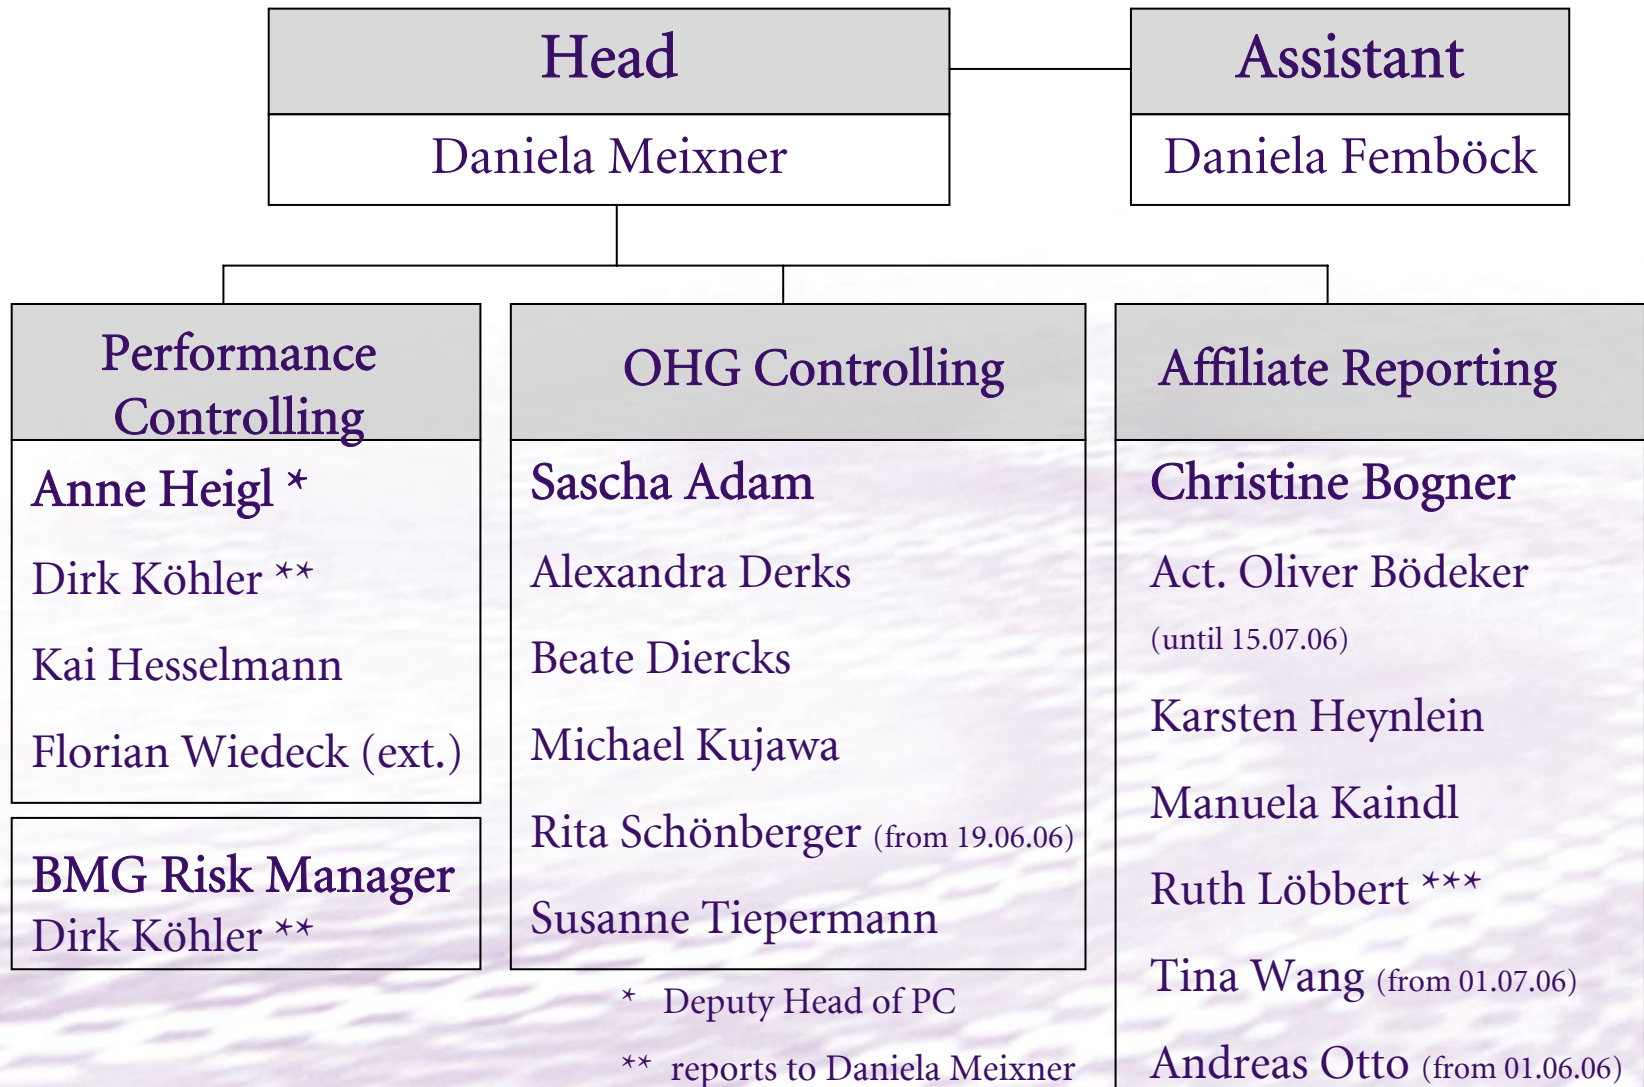 Head
Daniela Meixner
Assistant
Daniela Femböck
Performance
Controlling
Anne Heigl *
Dirk Köhler **
Kai Hesselmann
Florian Wiedeck (ext.)
BMG Risk Manager
Dirk Köhler **
OHG Controlling
Sascha Adam
Alexandra Derks
Beate Diercks
Michael Kujawa
Rita Schönberger (from 19.06.06)
Susanne Tiepermann
Affiliate Reporting
Christine Bogner
Act. Oliver Bödeker
(until 15.07.06)
Karsten Heynlein
Manuela Kaindl
Ruth Löbbert ***
Tina Wang (from 01.07.06)
Andreas Otto (from 01.06.06)
* Deputy Head of PC
** reports to Daniela Meixner